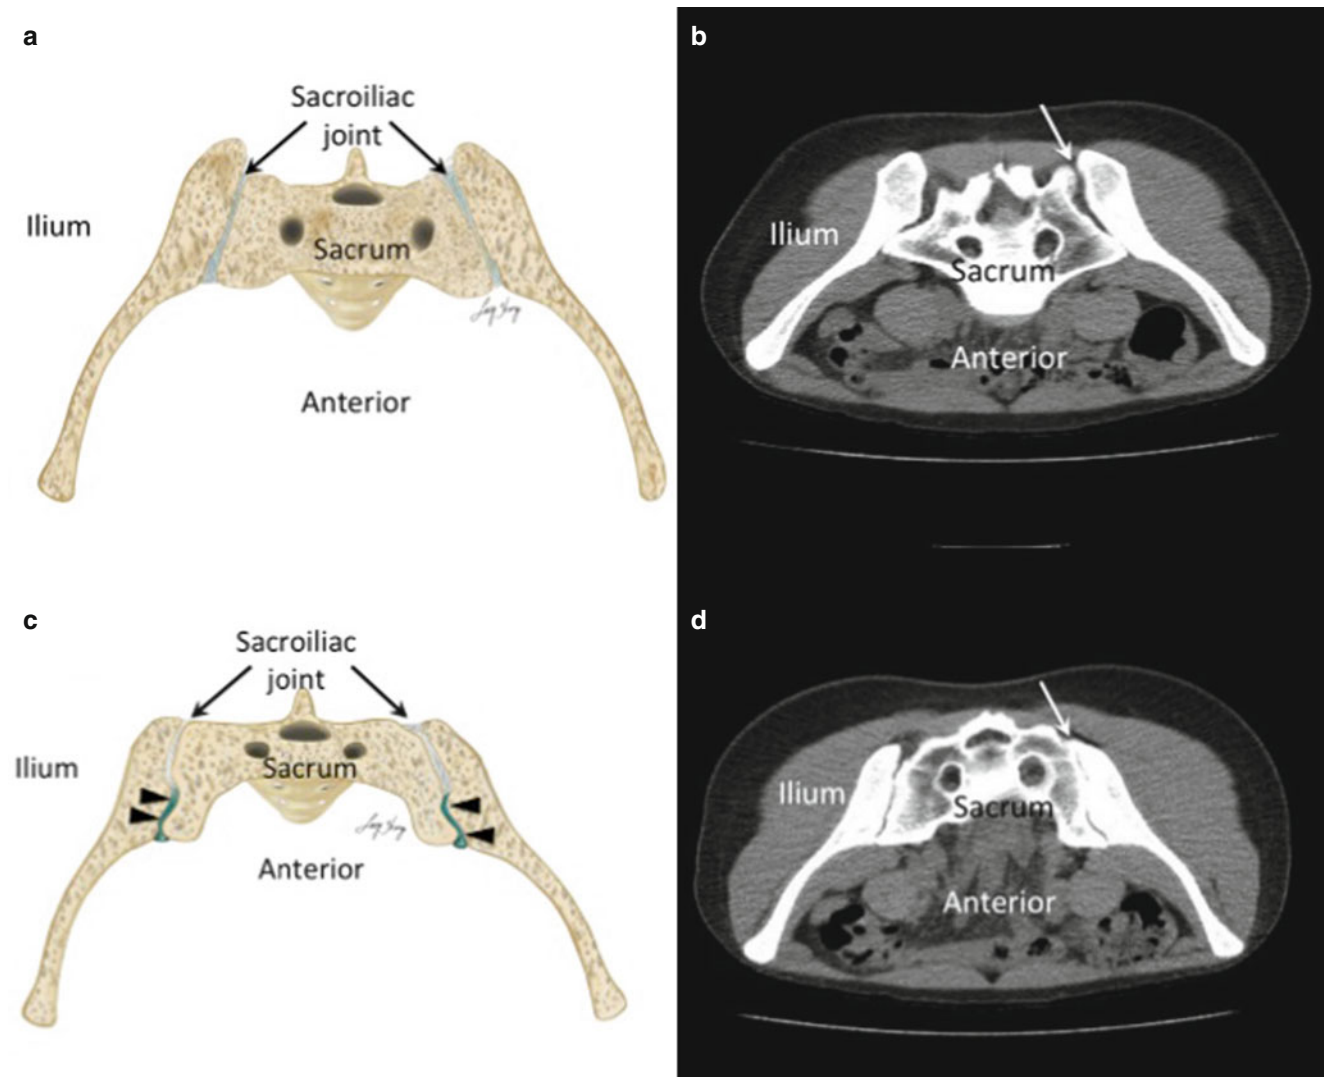 a
Sacroiliac
joint
Ilium
Sacrum
Anterior
b
Ilium
Sacrum
Anterior
c
Sacroiliac
joint
Ilium
Sacrum
Anterior
d
Ilium
Sacrum
Anterior